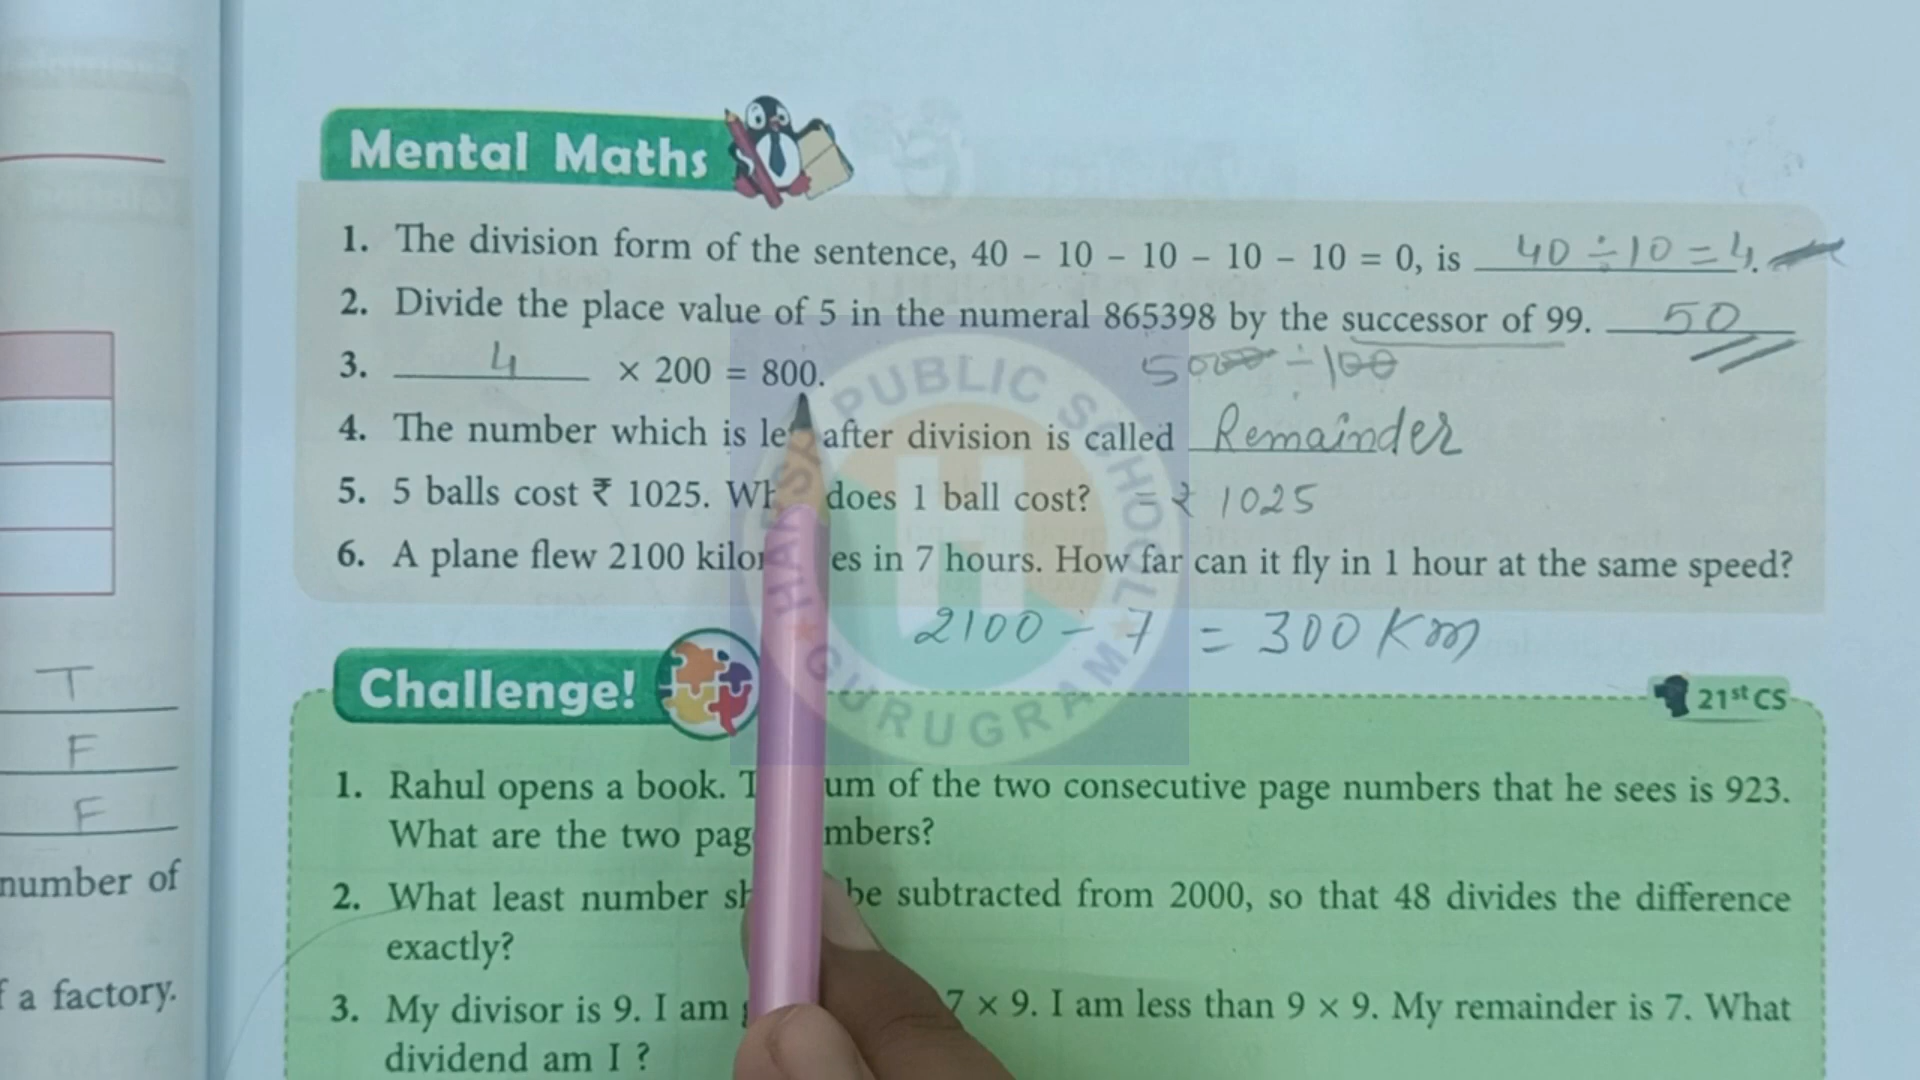 Mental Maths
1. The division form of the sentence, 40 − 10 − 10 − 10 − 10 = 0, is 40 ÷ 10 = 4.
2. Divide the place value of 5 in the numeral 865398 by the successor of 99. 50
3. 4 × 200 = 800.
5000 ÷ 100
4. The number which is le after division is called Remainder
5. 5 balls cost ₹ 1025. Wh does 1 ball cost? = ₹ 1025
6. A plane flew 2100 kilo es in 7 hours. How far can it fly in 1 hour at the same speed?
2100 − 7 = 300 Km
Challenge!
21st CS
1. Rahul opens a book. T um of the two consecutive page numbers that he sees is 923.
What are the two pag mbers?
2. What least number sh be subtracted from 2000, so that 48 divides the difference
exactly?
3. My divisor is 9. I am 7 × 9. I am less than 9 × 9. My remainder is 7. What
dividend am I ?
T
F
F
number of
f a factory.
PUBLIC SCHOOL
GURUGRAM
H